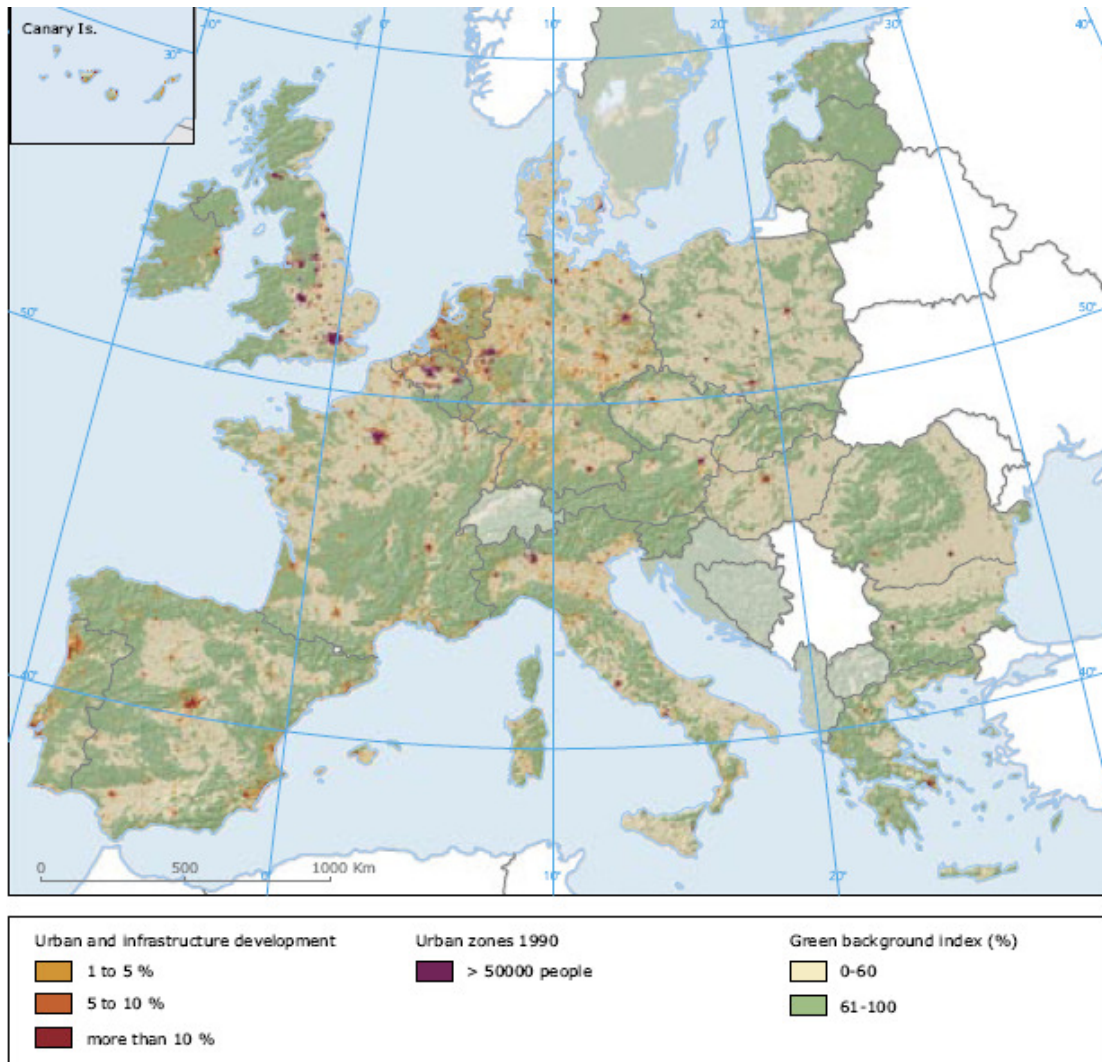 Canary Is.
30°
-10°
0°
10°
20°
30°
40°
50°
50°
40°
40°
0 500 1000 Km
0°
10°
20°
Urban and infrastructure development
1 to 5 %
5 to 10 %
more than 10 %
Urban zones 1990
> 50000 people
Green background index (%)
0-60
61-100